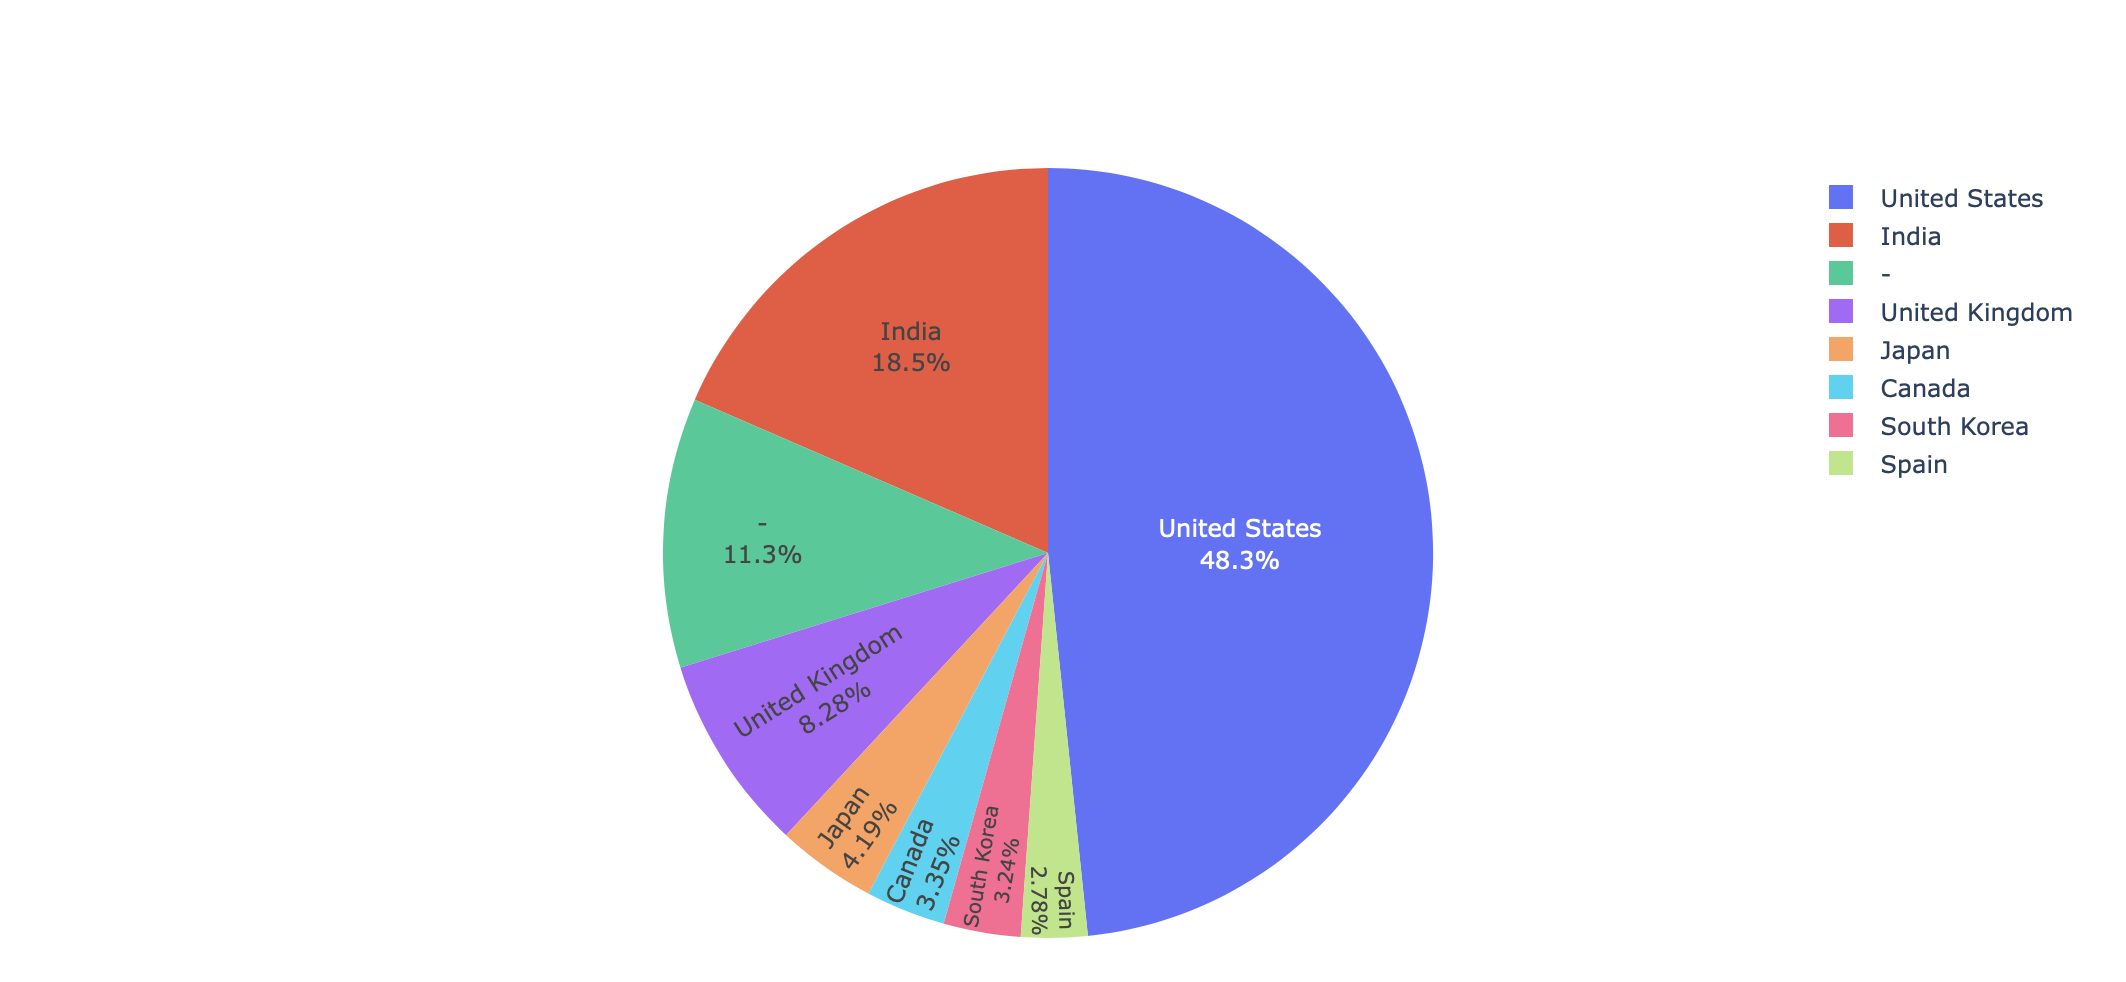 United States
48.3%
India
18.5%
-
11.3%
United Kingdom
8.28%
Japan
4.19%
Canada
3.35%
South Korea
3.24%
Spain
2.78%
United States
India
-
United Kingdom
Japan
Canada
South Korea
Spain